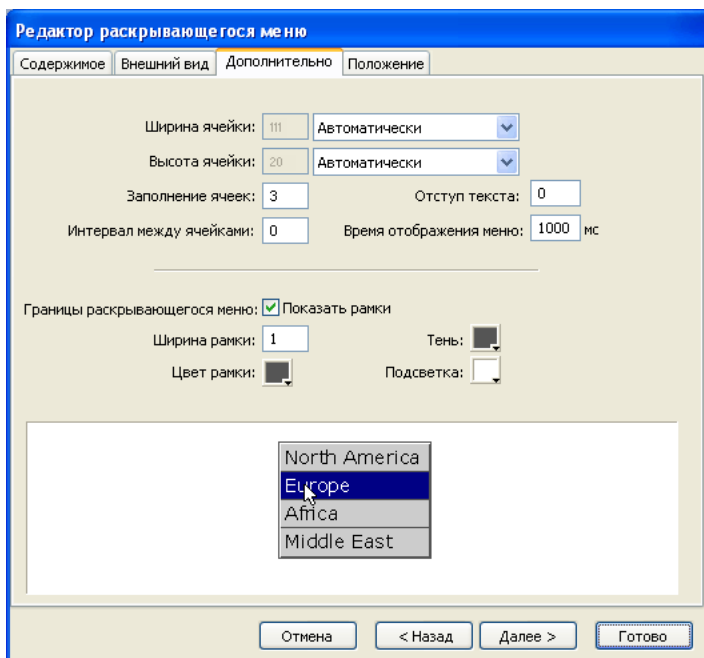 Редактор раскрывающегося меню
Содержимое Внешний вид Дополнительно Положение
Ширина ячейки: 111 Автоматически
Высота ячейки: 20 Автоматически
Заполнение ячеек: 3 Отступ текста: 0
Интервал между ячейками: 0 Время отображения меню: 1000 мс
Границы раскрывающегося меню: Показать рамки
Ширина рамки: 1 Тень:
Цвет рамки: Подсветка:
North America
Europe
Africa
Middle East
Отмена < Назад Далее > Готово